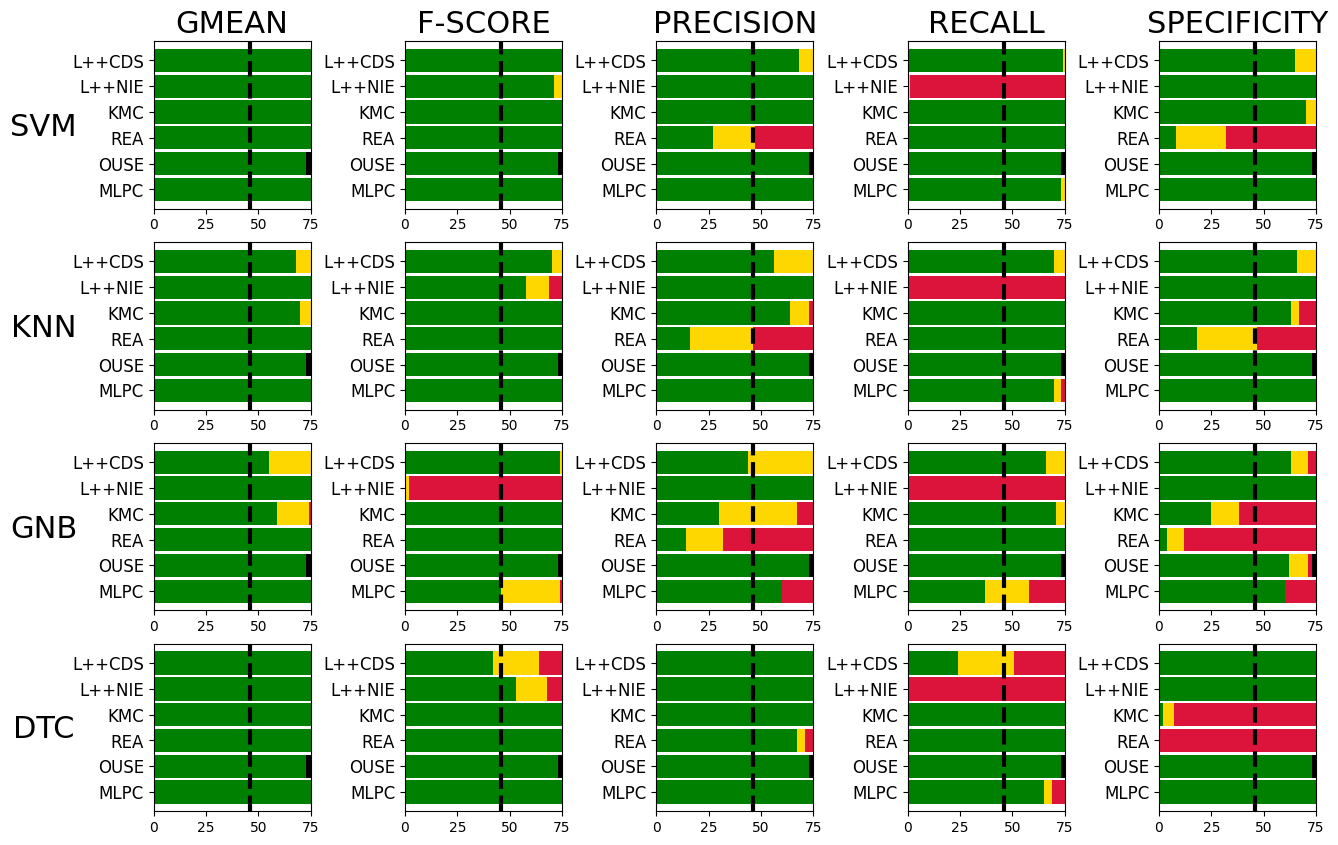 GMEAN F-SCORE PRECISION RECALL SPECIFICITY
SVM
L++CDS L++CDS L++CDS L++CDS L++CDS
L++NIE L++NIE L++NIE L++NIE L++NIE
KMC KMC KMC KMC KMC
REA REA REA REA REA
OUSE OUSE OUSE OUSE OUSE
MLPC MLPC MLPC MLPC MLPC
0 25 50 75 0 25 50 75 0 25 50 75 0 25 50 75 0 25 50 75
KNN
L++CDS L++CDS L++CDS L++CDS L++CDS
L++NIE L++NIE L++NIE L++NIE L++NIE
KMC KMC KMC KMC KMC
REA REA REA REA REA
OUSE OUSE OUSE OUSE OUSE
MLPC MLPC MLPC MLPC MLPC
0 25 50 75 0 25 50 75 0 25 50 75 0 25 50 75 0 25 50 75
GNB
L++CDS L++CDS L++CDS L++CDS L++CDS
L++NIE L++NIE L++NIE L++NIE L++NIE
KMC KMC KMC KMC KMC
REA REA REA REA REA
OUSE OUSE OUSE OUSE OUSE
MLPC MLPC MLPC MLPC MLPC
0 25 50 75 0 25 50 75 0 25 50 75 0 25 50 75 0 25 50 75
DTC
L++CDS L++CDS L++CDS L++CDS L++CDS
L++NIE L++NIE L++NIE L++NIE L++NIE
KMC KMC KMC KMC KMC
REA REA REA REA REA
OUSE OUSE OUSE OUSE OUSE
MLPC MLPC MLPC MLPC MLPC
0 25 50 75 0 25 50 75 0 25 50 75 0 25 50 75 0 25 50 75